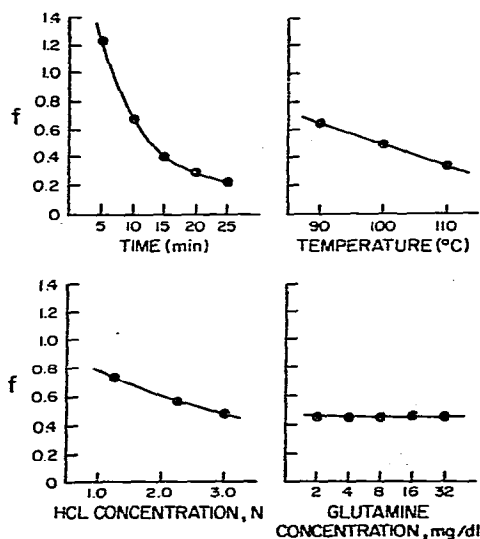 1.4
1.2
1.0
f
0.8
0.6
0.4
0.2
0
5 10 15 20 25
TIME (min)
90 100 110
TEMPERATURE (°C)
1.4
1.2
1.0
f
0.8
0.6
0.4
0.2
0
1.0 2.0 3.0
HCL CONCENTRATION, N
2 4 8 16 32
GLUTAMINE
CONCENTRATION, mg/dl